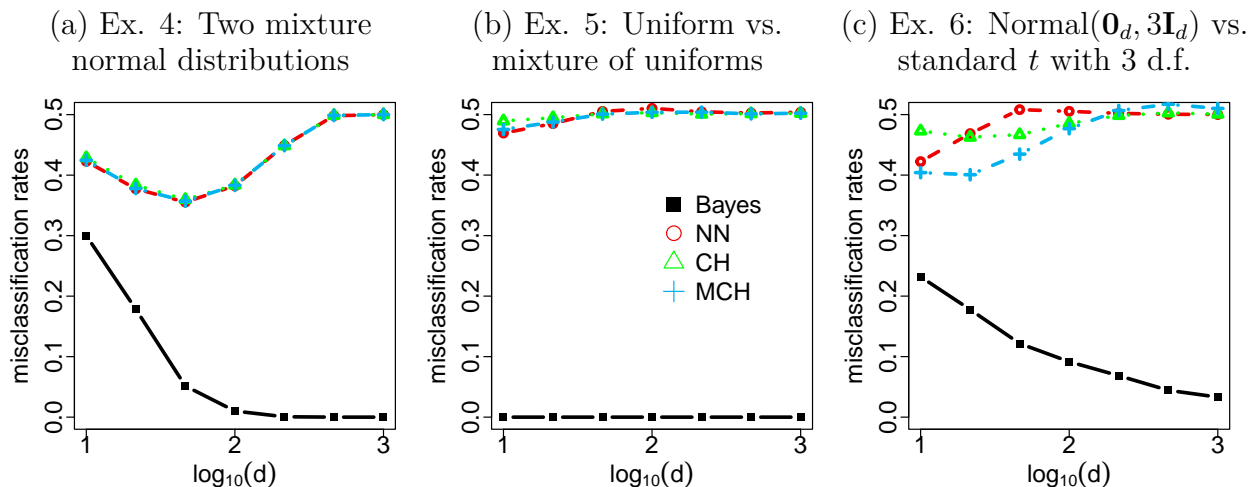 (a) Ex. 4: Two mixture
normal distributions
(b) Ex. 5: Uniform vs.
mixture of uniforms
(c) Ex. 6: Normal(0_d, 3I_d) vs.
standard t with 3 d.f.
misclassification rates
0.0 0.1 0.2 0.3 0.4 0.5
1 2 3
log₁₀(d)
misclassification rates
0.0 0.1 0.2 0.3 0.4 0.5
Bayes
NN
CH
MCH
1 2 3
log₁₀(d)
misclassification rates
0.0 0.1 0.2 0.3 0.4 0.5
1 2 3
log₁₀(d)